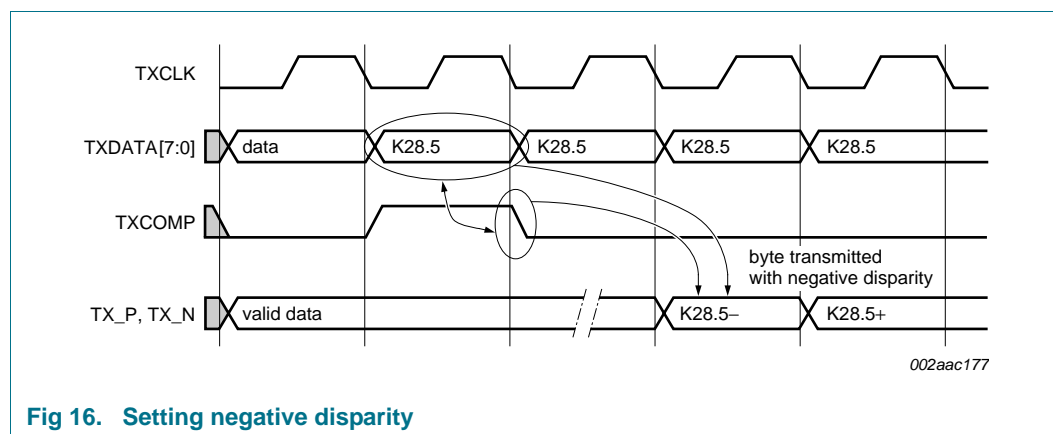 TXCLK
TXDATA[7:0] data K28.5 K28.5 K28.5 K28.5
TXCOMP
byte transmitted
with negative disparity
TX_P, TX_N valid data K28.5− K28.5+
002aac177
Fig 16. Setting negative disparity